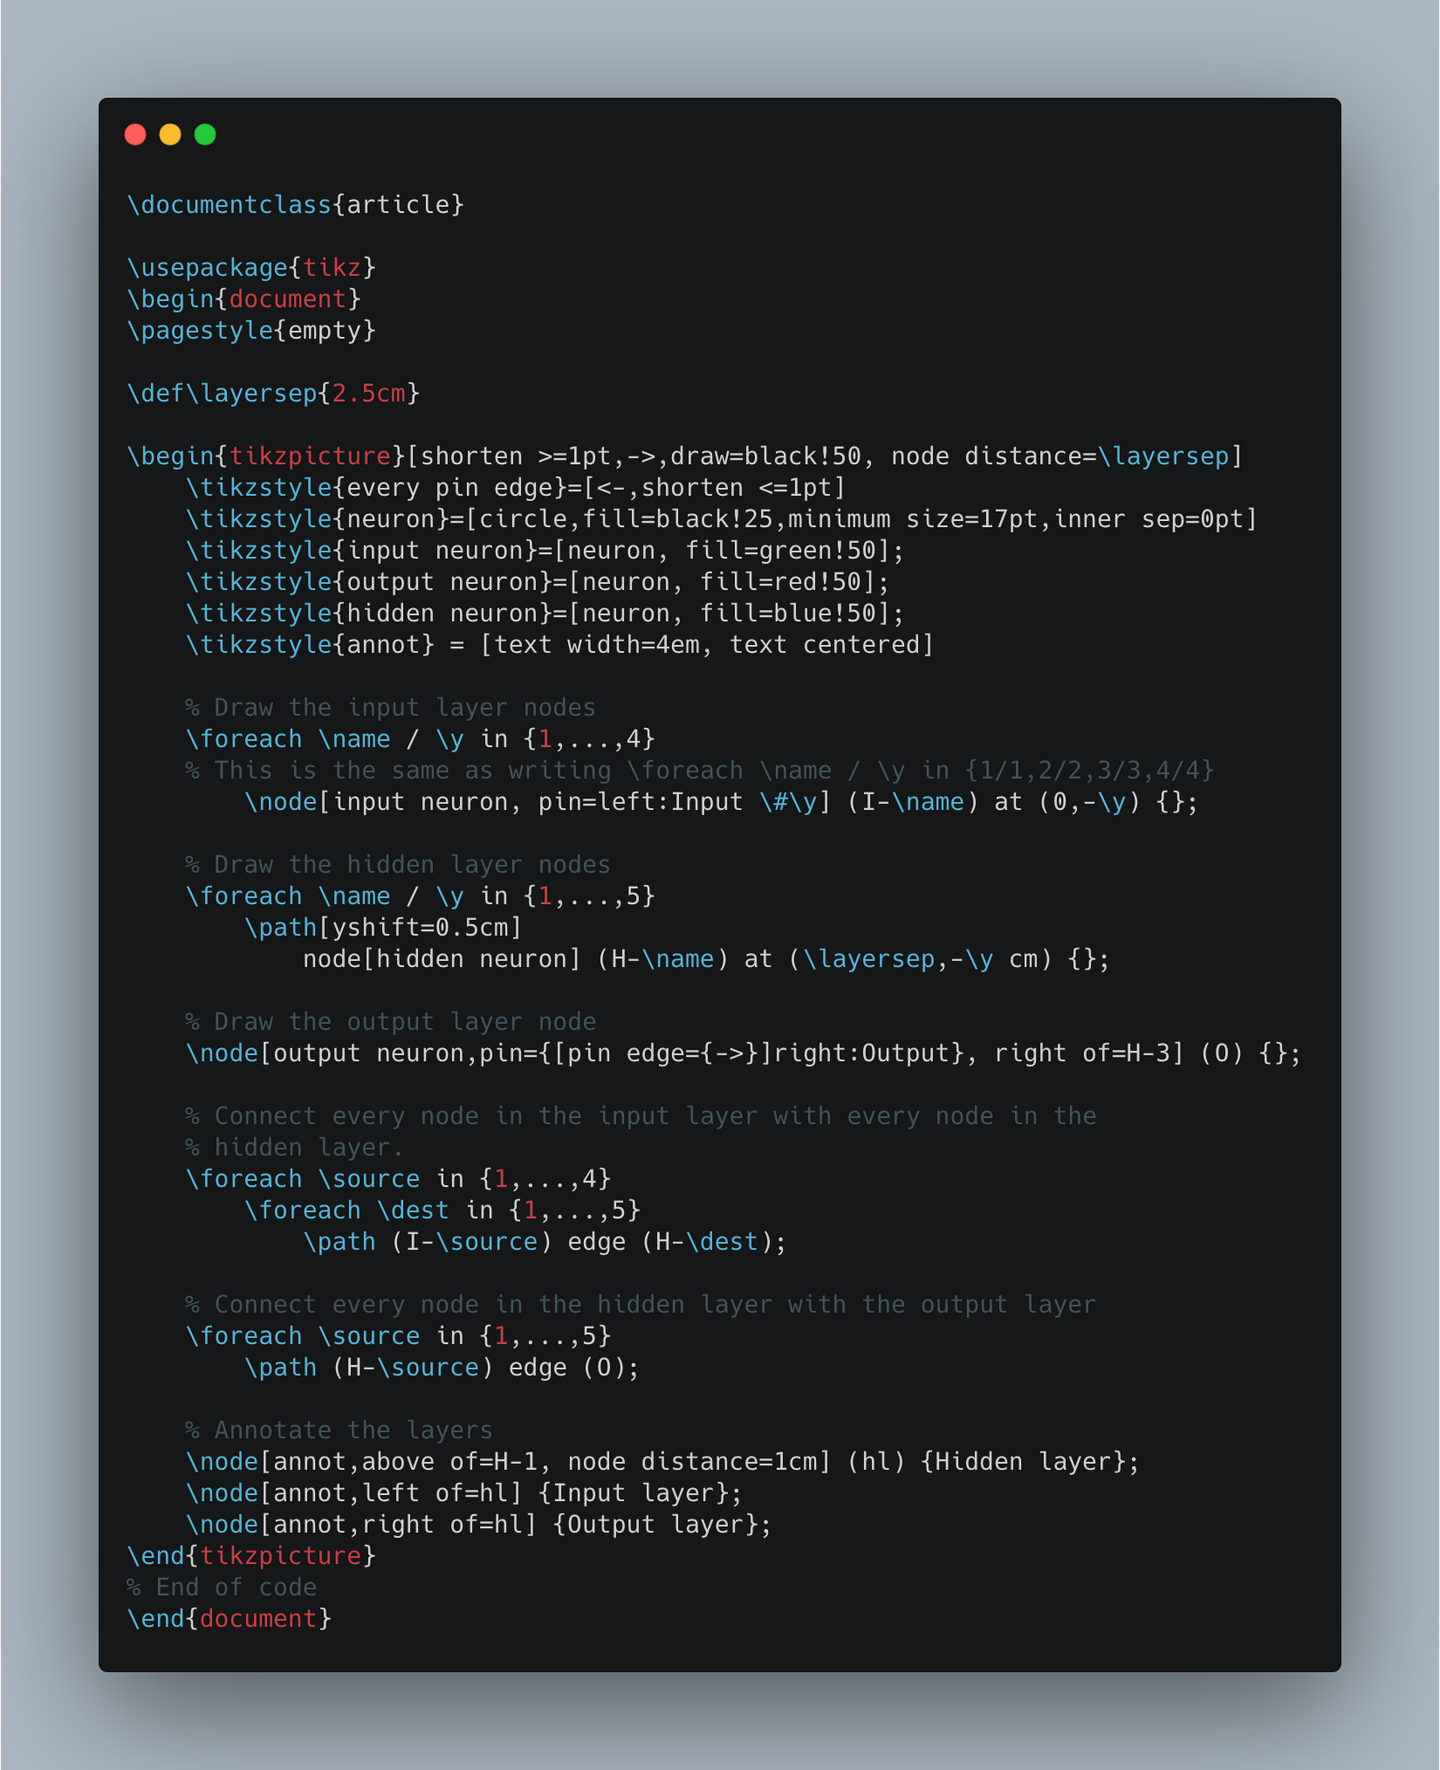 \documentclass{article}

\usepackage{tikz}
\begin{document}
\pagestyle{empty}

\def\layersep{2.5cm}

\begin{tikzpicture}[shorten >=1pt,->,draw=black!50, node distance=\layersep]
    \tikzstyle{every pin edge}=[<-,shorten <=1pt]
    \tikzstyle{neuron}=[circle,fill=black!25,minimum size=17pt,inner sep=0pt]
    \tikzstyle{input neuron}=[neuron, fill=green!50];
    \tikzstyle{output neuron}=[neuron, fill=red!50];
    \tikzstyle{hidden neuron}=[neuron, fill=blue!50];
    \tikzstyle{annot} = [text width=4em, text centered]

    % Draw the input layer nodes
    \foreach \name / \y in {1,...,4}
    % This is the same as writing \foreach \name / \y in {1/1,2/2,3/3,4/4}
        \node[input neuron, pin=left:Input \#\y] (I-\name) at (0,-\y) {};

    % Draw the hidden layer nodes
    \foreach \name / \y in {1,...,5}
        \path[yshift=0.5cm]
            node[hidden neuron] (H-\name) at (\layersep,-\y cm) {};

    % Draw the output layer node
    \node[output neuron,pin={[pin edge={->}]right:Output}, right of=H-3] (O) {};

    % Connect every node in the input layer with every node in the
    % hidden layer.
    \foreach \source in {1,...,4}
        \foreach \dest in {1,...,5}
            \path (I-\source) edge (H-\dest);

    % Connect every node in the hidden layer with the output layer
    \foreach \source in {1,...,5}
        \path (H-\source) edge (O);

    % Annotate the layers
    \node[annot,above of=H-1, node distance=1cm] (hl) {Hidden layer};
    \node[annot,left of=hl] {Input layer};
    \node[annot,right of=hl] {Output layer};
\end{tikzpicture}
% End of code
\end{document}